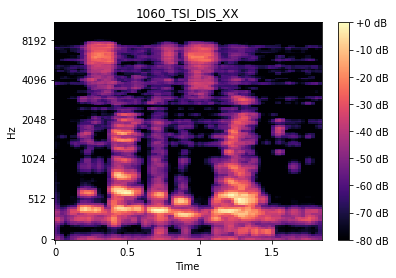 1060_TSI_DIS_XX
8192
4096
2048
1024
512
0
Hz
0
0.5
1
1.5
Time
+0 dB
-10 dB
-20 dB
-30 dB
-40 dB
-50 dB
-60 dB
-70 dB
-80 dB